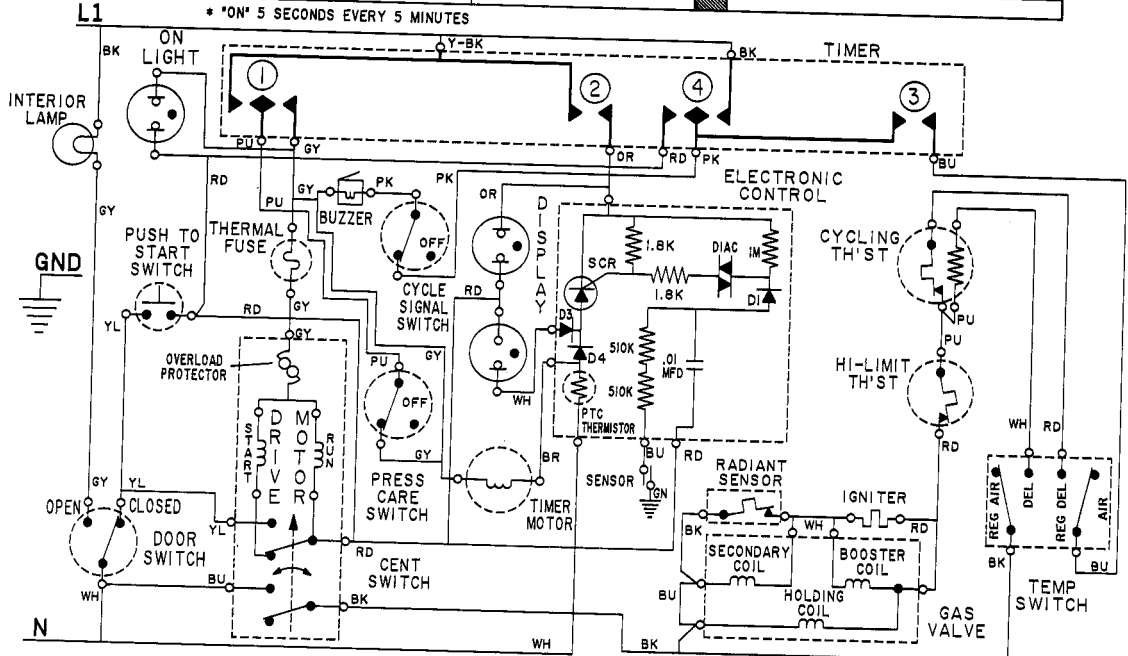 L1
* "ON" 5 SECONDS EVERY 5 MINUTES
BK
ON LIGHT
Y-BK
BK
TIMER
INTERIOR LAMP
1
2
4
3
PU
GY
OR
RD
PK
BU
RD
PU
GY
BUZZER
PK
PK
OR
DISPLAY
ELECTRONIC CONTROL
GY
PUSH TO START SWITCH
THERMAL FUSE
OFF
1.8K
DIAC
1M
CYCLING TH'ST
GND
SCR
1.8K
D1
CYCLE SIGNAL SWITCH
RD
YL
RD
GY
D3
PU
PU
GY
OVERLOAD PROTECTOR
PU
GY
D4
510K
.01 MFD
HI-LIMIT TH'ST
OFF
510K
WH
PTC THERMISTOR
START
DRIVE MOTOR
RUN
GY
BR
BU
RD
RD
WH
RD
GY
YL
PRESS CARE SWITCH
SENSOR
GN
RADIANT SENSOR
IGNITER
OPEN
CLOSED
YL
TIMER MOTOR
WH
RD
REG AIR
DEL
REG DEL
AIR
DOOR SWITCH
RD
BK
SECONDARY COIL
BOOSTER COIL
BK
BU
CENT SWITCH
WH
BU
BK
BU
HOLDING COIL
TEMP SWITCH
GAS VALVE
N
WH
BK